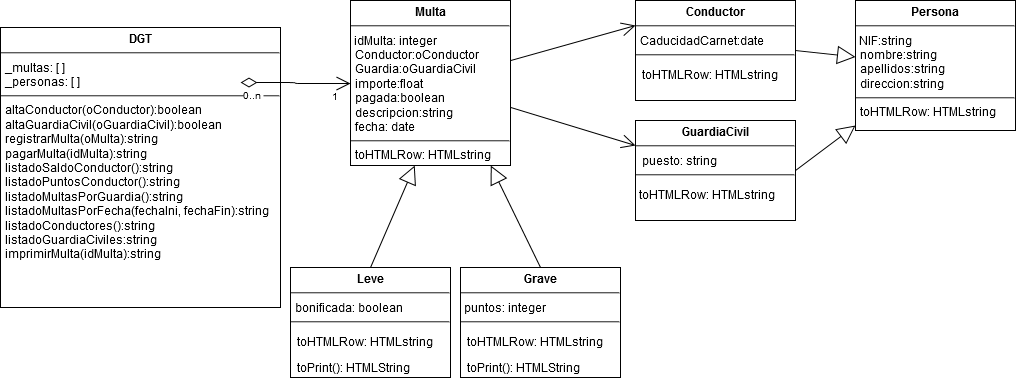 DGT
_multas: [ ]
_personas: [ ]
0..n
1
altaConductor(oConductor):boolean
altaGuardiaCivil(oGuardiaCivil):boolean
registrarMulta(oMulta):string
pagarMulta(idMulta):string
listadoSaldoConductor():string
listadoPuntosConductor():string
listadoMultasPorGuardia():string
listadoMultasPorFecha(fechaIni, fechaFin):string
listadoConductores():string
listadoGuardiaCiviles:string
imprimirMulta(idMulta):string
Multa
idMulta: integer
Conductor:oConductor
Guardia:oGuardiaCivil
importe:float
pagada:boolean
descripcion:string
fecha: date
toHTMLRow: HTMLstring
Conductor
CaducidadCarnet:date
toHTMLRow: HTMLstring
Persona
NIF:string
nombre:string
apellidos:string
direccion:string
toHTMLRow: HTMLstring
GuardiaCivil
puesto: string
toHTMLRow: HTMLstring
Leve
bonificada: boolean
toHTMLRow: HTMLstring
toPrint(): HTMLString
Grave
puntos: integer
toHTMLRow: HTMLstring
toPrint(): HTMLString